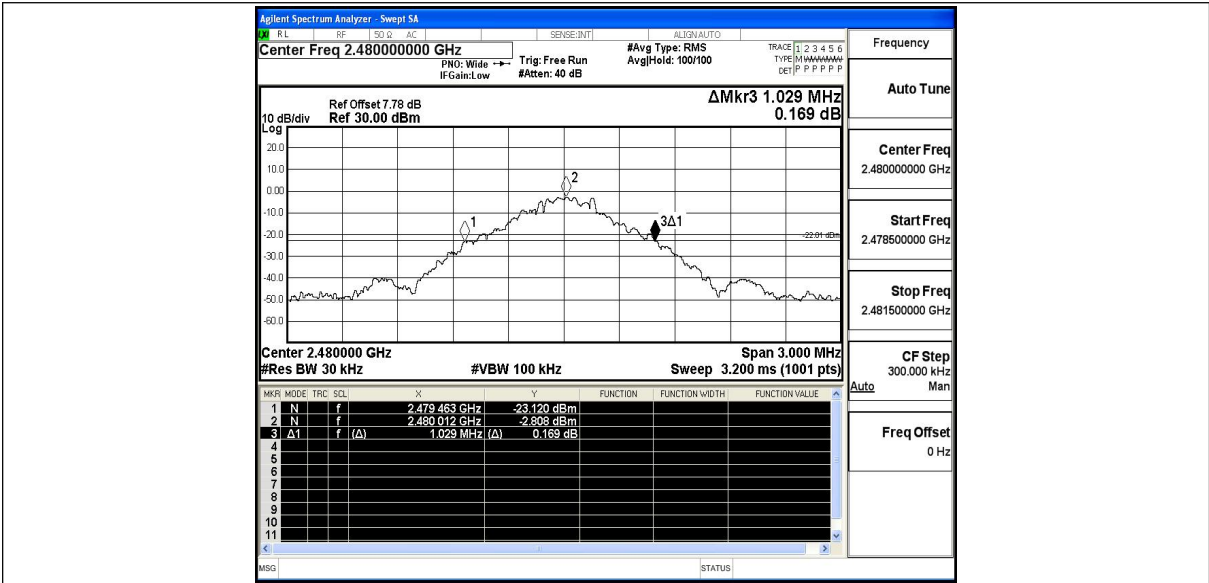 Agilent Spectrum Analyzer - Swept SA
LXI RL RF 50 Ω AC SENSE:INT ALIGNAUTO
Center Freq 2.480000000 GHz
PNO: Wide
IFGain:Low
Trig: Free Run
#Atten: 40 dB
#Avg Type: RMS
Avg|Hold: 100/100
TRACE 1 2 3 4 5 6
TYPE M WWWWW
DET P P P P P P
Ref Offset 7.78 dB
10 dB/div Ref 30.00 dBm
Log
ΔMkr3 1.029 MHz
0.169 dB
20.0
10.0
0.00
-10.0
-20.0
-30.0
-40.0
-50.0
-60.0
1
2
3Δ1
-22.81 dBm
Center 2.480000 GHz Span 3.000 MHz
#Res BW 30 kHz #VBW 100 kHz Sweep 3.200 ms (1001 pts)
MKR MODE TRC SCL X Y FUNCTION FUNCTION WIDTH FUNCTION VALUE
1 N f 2.479 463 GHz -23.120 dBm
2 N f 2.480 012 GHz -2.808 dBm
3 Δ1 f (Δ) 1.029 MHz (Δ) 0.169 dB
4
5
6
7
8
9
10
11
MSG STATUS
Frequency
Auto Tune
Center Freq
2.480000000 GHz
Start Freq
2.478500000 GHz
Stop Freq
2.481500000 GHz
CF Step
300.000 kHz
Auto Man
Freq Offset
0 Hz